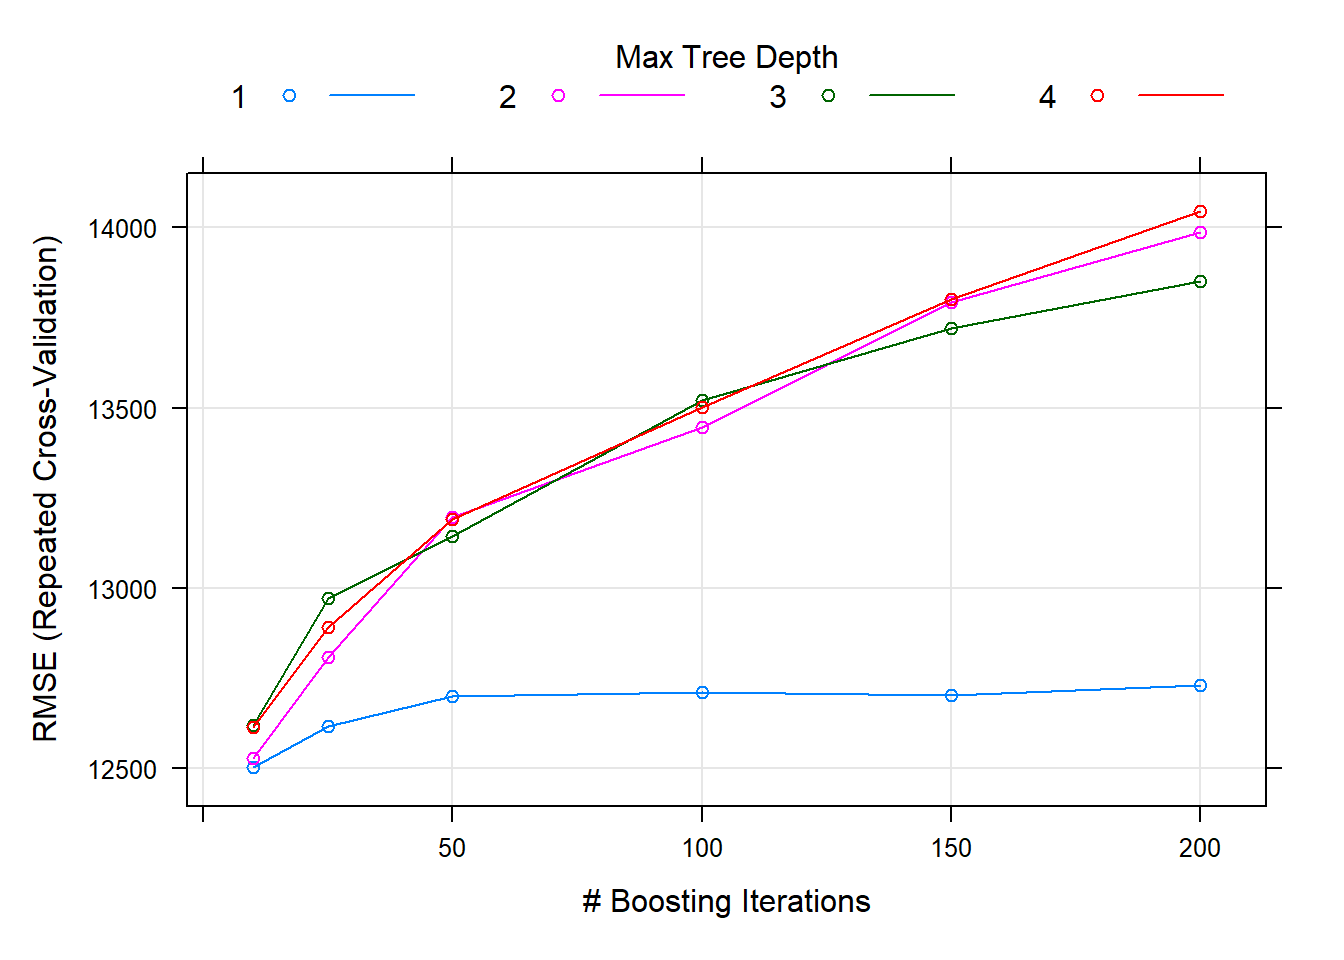 Max Tree Depth
1 2 3 4
14000
13500
13000
12500
RMSE (Repeated Cross-Validation)
50 100 150 200
# Boosting Iterations